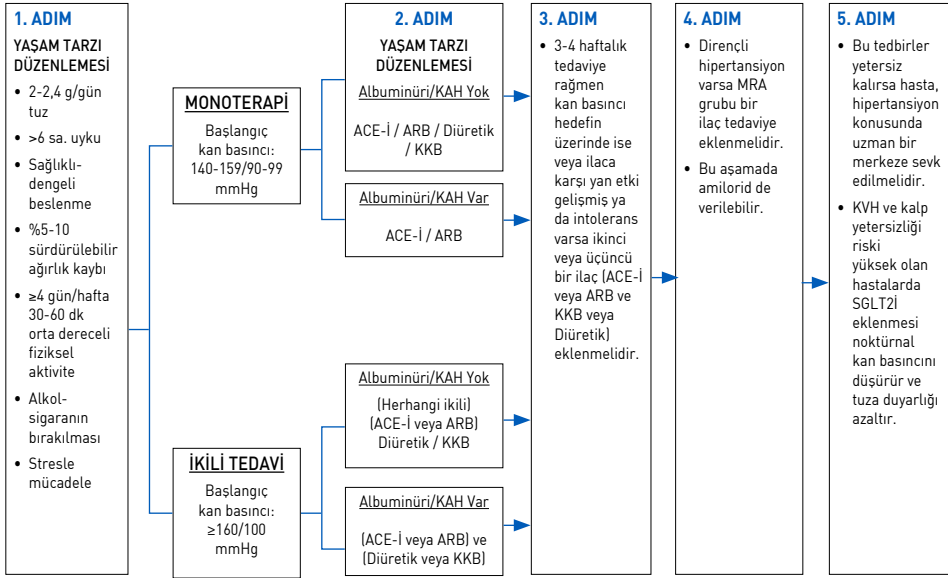 1. ADIM
YAŞAM TARZI
DÜZENLEMESİ
• 2-2,4 g/gün
tuz
• >6 sa. uyku
• Sağlıklı-
dengeli
beslenme
• %5-10
sürdürülebilir
ağırlık kaybı
• ≥4 gün/hafta
30-60 dk
orta dereceli
fiziksel
aktivite
• Alkol-
sigaranın
bırakılması
• Stresle
mücadele
MONOTERAPİ
Başlangıç
kan basıncı:
140-159/90-99
mmHg
İKİLİ TEDAVİ
Başlangıç
kan basıncı:
≥160/100
mmHg
2. ADIM
YAŞAM TARZI
DÜZENLEMESİ
Albuminüri/KAH Yok
ACE-İ / ARB / Diüretik
/ KKB
Albuminüri/KAH Var
ACE-İ / ARB
Albuminüri/KAH Yok
(Herhangi ikili)
(ACE-İ veya ARB)
Diüretik / KKB
Albuminüri/KAH Var
(ACE-İ veya ARB) ve
(Diüretik veya KKB)
3. ADIM
• 3-4 haftalık
tedaviye
rağmen
kan basıncı
hedefin
üzerinde ise
veya ilaca
karşı yan etki
gelişmiş ya
da intolerans
varsa ikinci
veya üçüncü
bir ilaç (ACE-İ
veya ARB ve
KKB veya
Diüretik)
eklenmelidir.
4. ADIM
• Dirençli
hipertansiyon
varsa MRA
grubu bir
ilaç tedaviye
eklenmelidir.
• Bu aşamada
amilorid de
verilebilir.
5. ADIM
• Bu tedbirler
yetersiz
kalırsa hasta,
hipertansiyon
konusunda
uzman bir
merkeze sevk
edilmelidir.
• KVH ve kalp
yetersizliği
riski
yüksek olan
hastalarda
SGLT2İ
eklenmesi
noktürnal
kan basıncını
düşürür ve
tuza duyarlığı
azaltır.